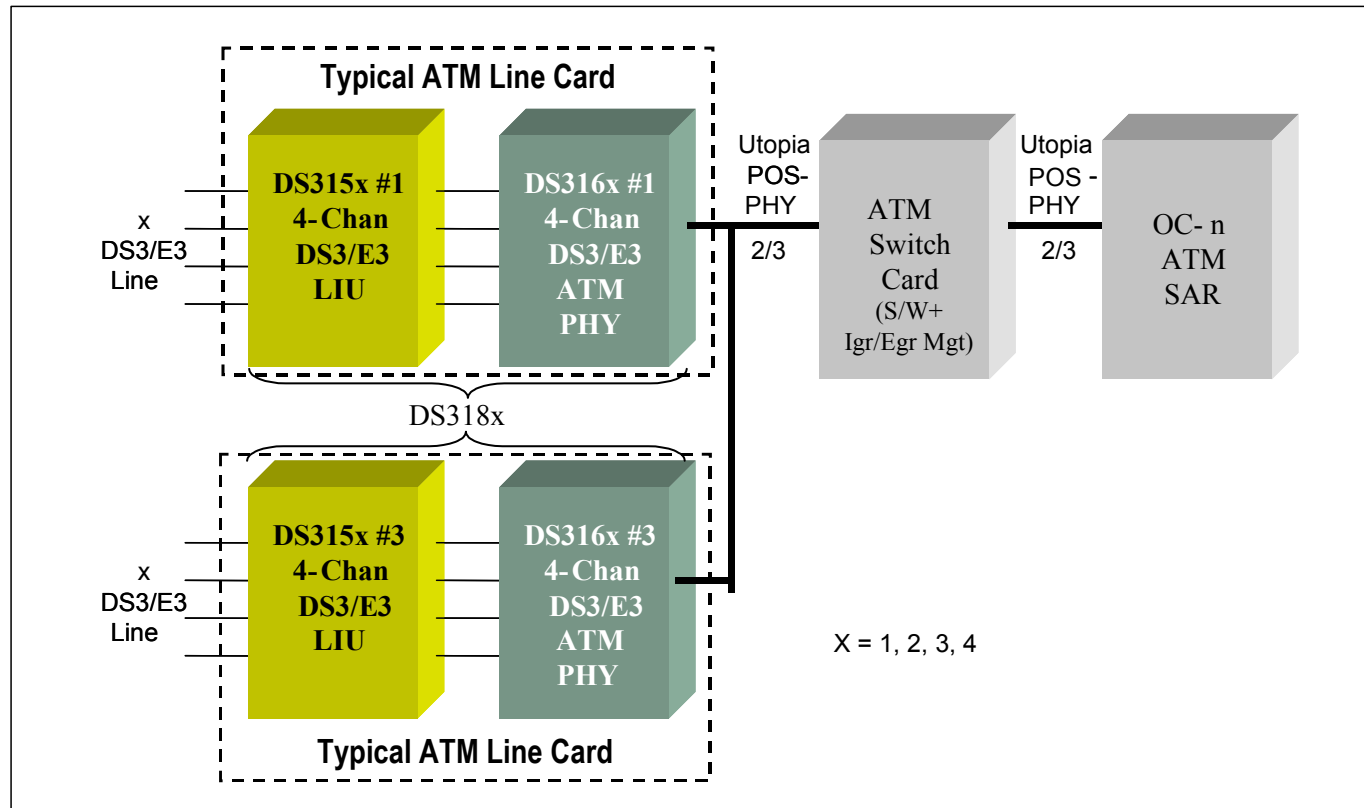 Typical ATM Line Card
DS315x #1
4-Chan
DS3/E3
LIU
DS316x #1
4-Chan
DS3/E3
ATM
PHY
x
DS3/E3
Line
Utopia
POS-
PHY
2/3
ATM
Switch
Card
(S/W+
Igr/Egr Mgt)
Utopia
POS -
PHY
2/3
OC- n
ATM
SAR
DS318x
DS315x #3
4-Chan
DS3/E3
LIU
DS316x #3
4-Chan
DS3/E3
ATM
PHY
x
DS3/E3
Line
X = 1, 2, 3, 4
Typical ATM Line Card